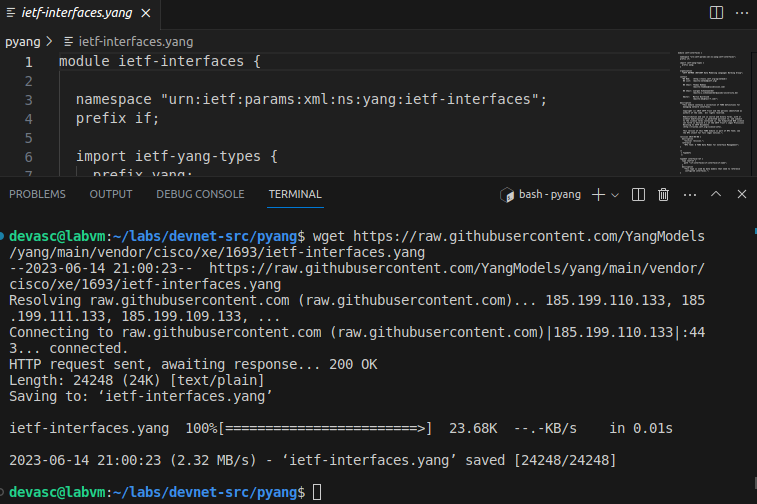 ietf-interfaces.yang
pyang > ietf-interfaces.yang
1 module ietf-interfaces {
2
3 namespace "urn:ietf:params:xml:ns:yang:ietf-interfaces";
4 prefix if;
5
6 import ietf-yang-types {
7 prefix yang;
PROBLEMS OUTPUT DEBUG CONSOLE TERMINAL bash - pyang
devasc@labvm:~/labs/devnet-src/pyang$ wget https://raw.githubusercontent.com/YangModels
/yang/main/vendor/cisco/xe/1693/ietf-interfaces.yang
--2023-06-14 21:00:23--  https://raw.githubusercontent.com/YangModels/yang/main/vendor/
cisco/xe/1693/ietf-interfaces.yang
Resolving raw.githubusercontent.com (raw.githubusercontent.com)... 185.199.110.133, 185
.199.111.133, 185.199.109.133, ...
Connecting to raw.githubusercontent.com (raw.githubusercontent.com)|185.199.110.133|:44
3... connected.
HTTP request sent, awaiting response... 200 OK
Length: 24248 (24K) [text/plain]
Saving to: ‘ietf-interfaces.yang’
ietf-interfaces.yang  100%[========================>]  23.68K  --.-KB/s    in 0.01s
2023-06-14 21:00:23 (2.32 MB/s) - ‘ietf-interfaces.yang’ saved [24248/24248]
devasc@labvm:~/labs/devnet-src/pyang$